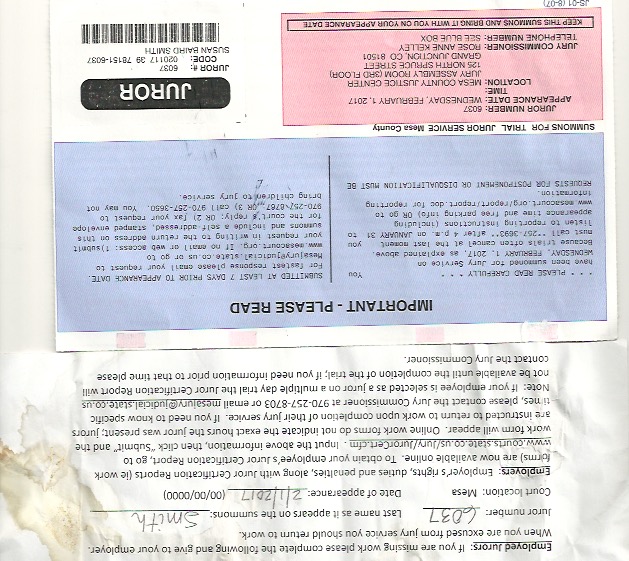 Employed Jurors: If you are missing work please complete the following and give to your employer.
When you are excused from jury service you should return to work.
Juror number: 6037 Last name as it appears on the summons: Smith
Court location: Mesa Date of appearance: 2/1/2017 (00/00/0000)
Employers: Employer's rights, duties and penalties, along with Juror Certification Reports (ie work
forms) are now available online. To obtain your employee's Juror Certification Report, go to
www.courts.state.co.us/Jury/JurorCert.cfm . Input the above information, then click "Submit" and the
work form will appear. Online work forms do not indicate the exact hours the juror was present; jurors
are instructed to return to work upon completion of their jury service. If you need to know specific
times, please contact the Jury Commissioner at 970-257-8703 or email mesajury@judicial.state.co.us
Note: If your employee is selected as a juror on a multiple day trial the Juror Certification Report will
not be available until the completion of the trial; if you need information prior to that time please
contact the Jury Commissioner.
IMPORTANT - PLEASE READ
* * * PLEASE READ CAREFULLY * * * You
have been summoned for Jury Service on
WEDNESDAY, FEBRUARY 1, 2017, as explained above.
Because trials often cancel at the last moment, you
must call "257-3693" after 4 p.m. on JANUARY 31 to
listen to reporting instructions (including
appearance time and free parking info) OR go to
www.mesacourt.org/report/report.doc for reporting
information.
REQUESTS FOR POSTPONEMENT OR DISQUALIFICATION MUST BE
SUBMITTED AT LEAST 7 DAYS PRIOR TO APPEARANCE DATE
For fastest response please email your request to
MesaJury@judicial.state.co.us or go to
www.mesacourt.org. If no email or web access: 1)submit
your request in writing to the return address on this
summons and include a self-addressed, stamped envelope
for the court's reply; OR 2) fax your request to
970-257-8767; OR 3) call 970-257-3650. You may not
bring children to jury service.
SUMMONS FOR TRIAL JUROR SERVICE Mesa County
JUROR NUMBER: 6037
APPEARANCE DATE: WEDNESDAY, FEBRUARY 1, 2017
TIME:
LOCATION: MESA COUNTY JUSTICE CENTER
JURY ASSEMBLY ROOM (3RD FLOOR)
125 NORTH SPRUCE STREET
GRAND JUNCTION, CO 81501
JURY COMMISSIONER: ROSE ANNE KELLEY
TELEPHONE NUMBER: SEE BLUE BOX
KEEP THIS SUMMONS AND BRING IT WITH YOU ON YOUR APPEARANCE DATE
JS-01 (8-07)
JUROR
JUROR #: 6037
CODE: 020117 39 78151-6037
SUSAN BAIRD SMITH